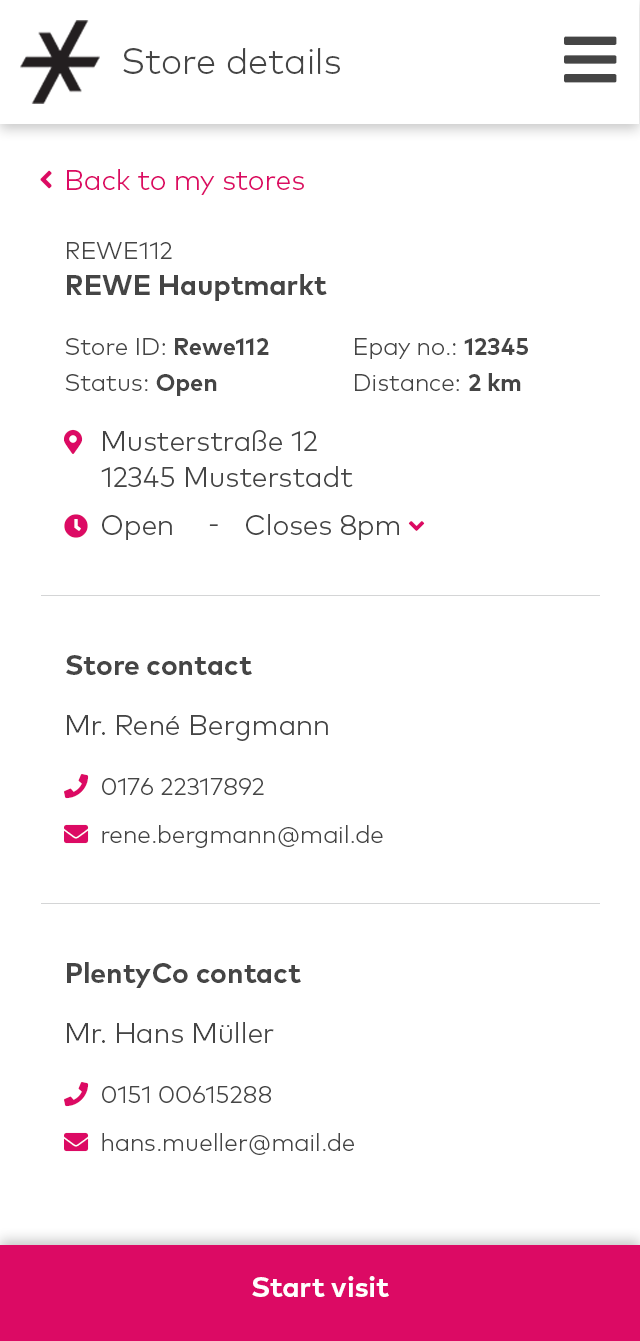 Store details
Back to my stores
REWE112
REWE Hauptmarkt
Store ID: Rewe112
Epay no.: 12345
Status: Open
Distance: 2 km
Musterstraße 12
12345 Musterstadt
Open - Closes 8pm
Store contact
Mr. René Bergmann
0176 22317892
rene.bergmann@mail.de
PlentyCo contact
Mr. Hans Müller
0151 00615288
hans.mueller@mail.de
Start visit